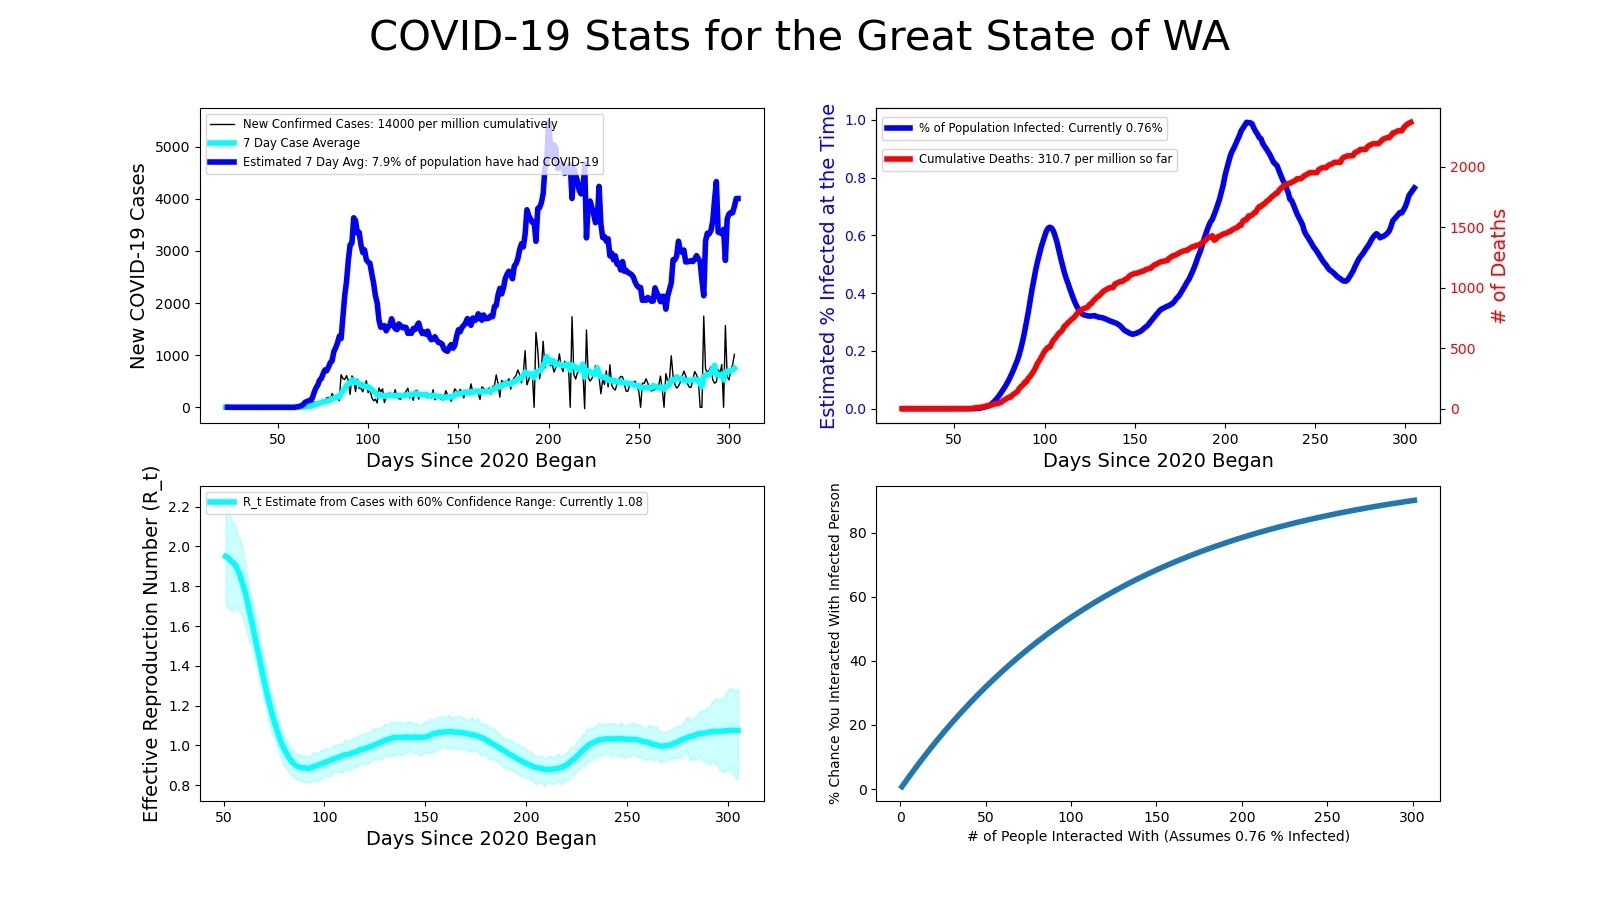 COVID-19 Stats for the Great State of WA
New COVID-19 Cases
5000
4000
3000
2000
1000
0
New Confirmed Cases: 14000 per million cumulatively
7 Day Case Average
Estimated 7 Day Avg: 7.9% of population have had COVID-19
50 100 150 200 250 300
Days Since 2020 Began
Estimated % Infected at the Time
1.0
0.8
0.6
0.4
0.2
0.0
% of Population Infected: Currently 0.76%
Cumulative Deaths: 310.7 per million so far
2000
1500
1000
500
0
# of Deaths
50 100 150 200 250 300
Days Since 2020 Began
Effective Reproduction Number (R_t)
2.2
2.0
1.8
1.6
1.4
1.2
1.0
0.8
R_t Estimate from Cases with 60% Confidence Range: Currently 1.08
50 100 150 200 250 300
Days Since 2020 Began
% Chance You Interacted With Infected Person
80
60
40
20
0
0 50 100 150 200 250 300
# of People Interacted With (Assumes 0.76 % Infected)